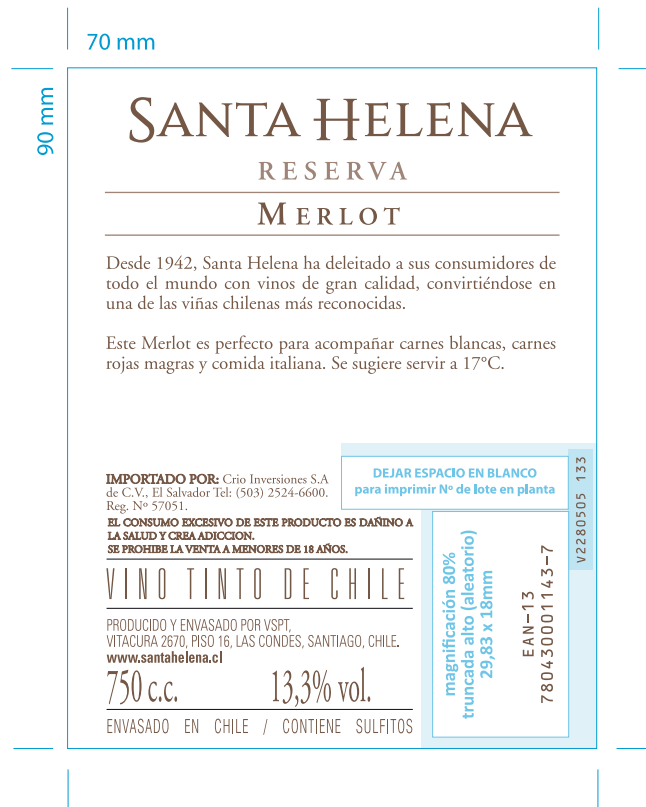 70 mm
90 mm
SANTA HELENA
RESERVA
MERLOT
Desde 1942, Santa Helena ha deleitado a sus consumidores de
todo el mundo con vinos de gran calidad, convirtiéndose en
una de las viñas chilenas más reconocidas.
Este Merlot es perfecto para acompañar carnes blancas, carnes
rojas magras y comida italiana. Se sugiere servir a 17°C.
IMPORTADO POR: Crio Inversiones S.A
de C.V., El Salvador Tel: (503) 2524-6600.
Reg. Nº 57051.
EL CONSUMO EXCESIVO DE ESTE PRODUCTO ES DAÑINO A
LA SALUD Y CREA ADICCION.
SE PROHIBE LA VENTA A MENORES DE 18 AÑOS.
VINO TINTO DE CHILE
PRODUCIDO Y ENVASADO POR VSPT,
VITACURA 2670, PISO 16, LAS CONDES, SANTIAGO, CHILE.
www.santahelena.cl
750 c.c. 13,3% vol.
ENVASADO EN CHILE / CONTIENE SULFITOS
DEJAR ESPACIO EN BLANCO
para imprimir Nº de lote en planta
V2280505 133
magnificación 80%
truncada alto (aleatorio)
29,83 x 18mm
EAN-13
780430001143-7